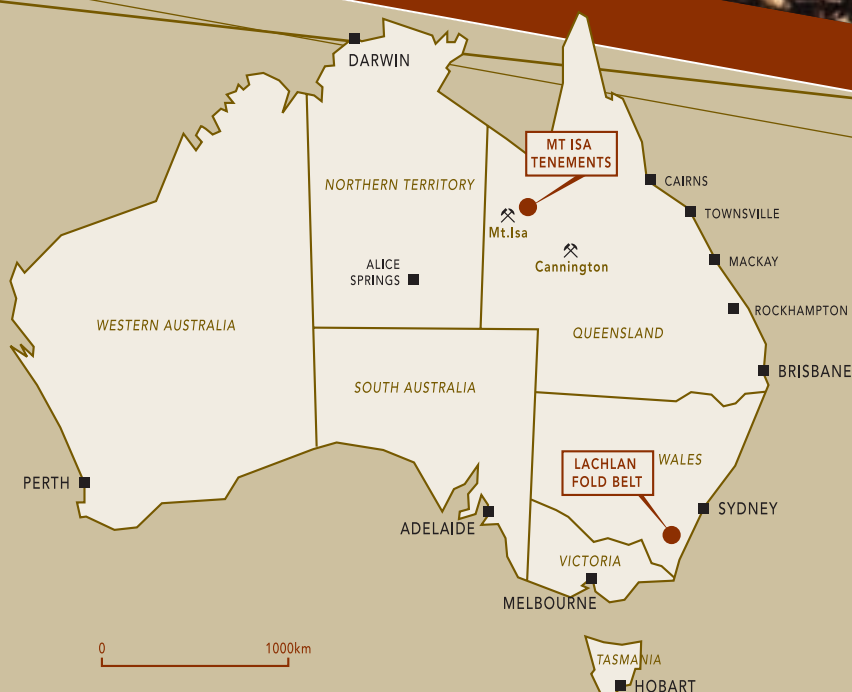 DARWIN
MT ISA
TENEMENTS
NORTHERN TERRITORY
CAIRNS
TOWNSVILLE
Mt.Isa
Cannington
ALICE
SPRINGS
MACKAY
ROCKHAMPTON
WESTERN AUSTRALIA
QUEENSLAND
BRISBANE
SOUTH AUSTRALIA
LACHLAN
FOLD BELT
WALES
PERTH
SYDNEY
ADELAIDE
VICTORIA
MELBOURNE
0 1000km
TASMANIA
HOBART